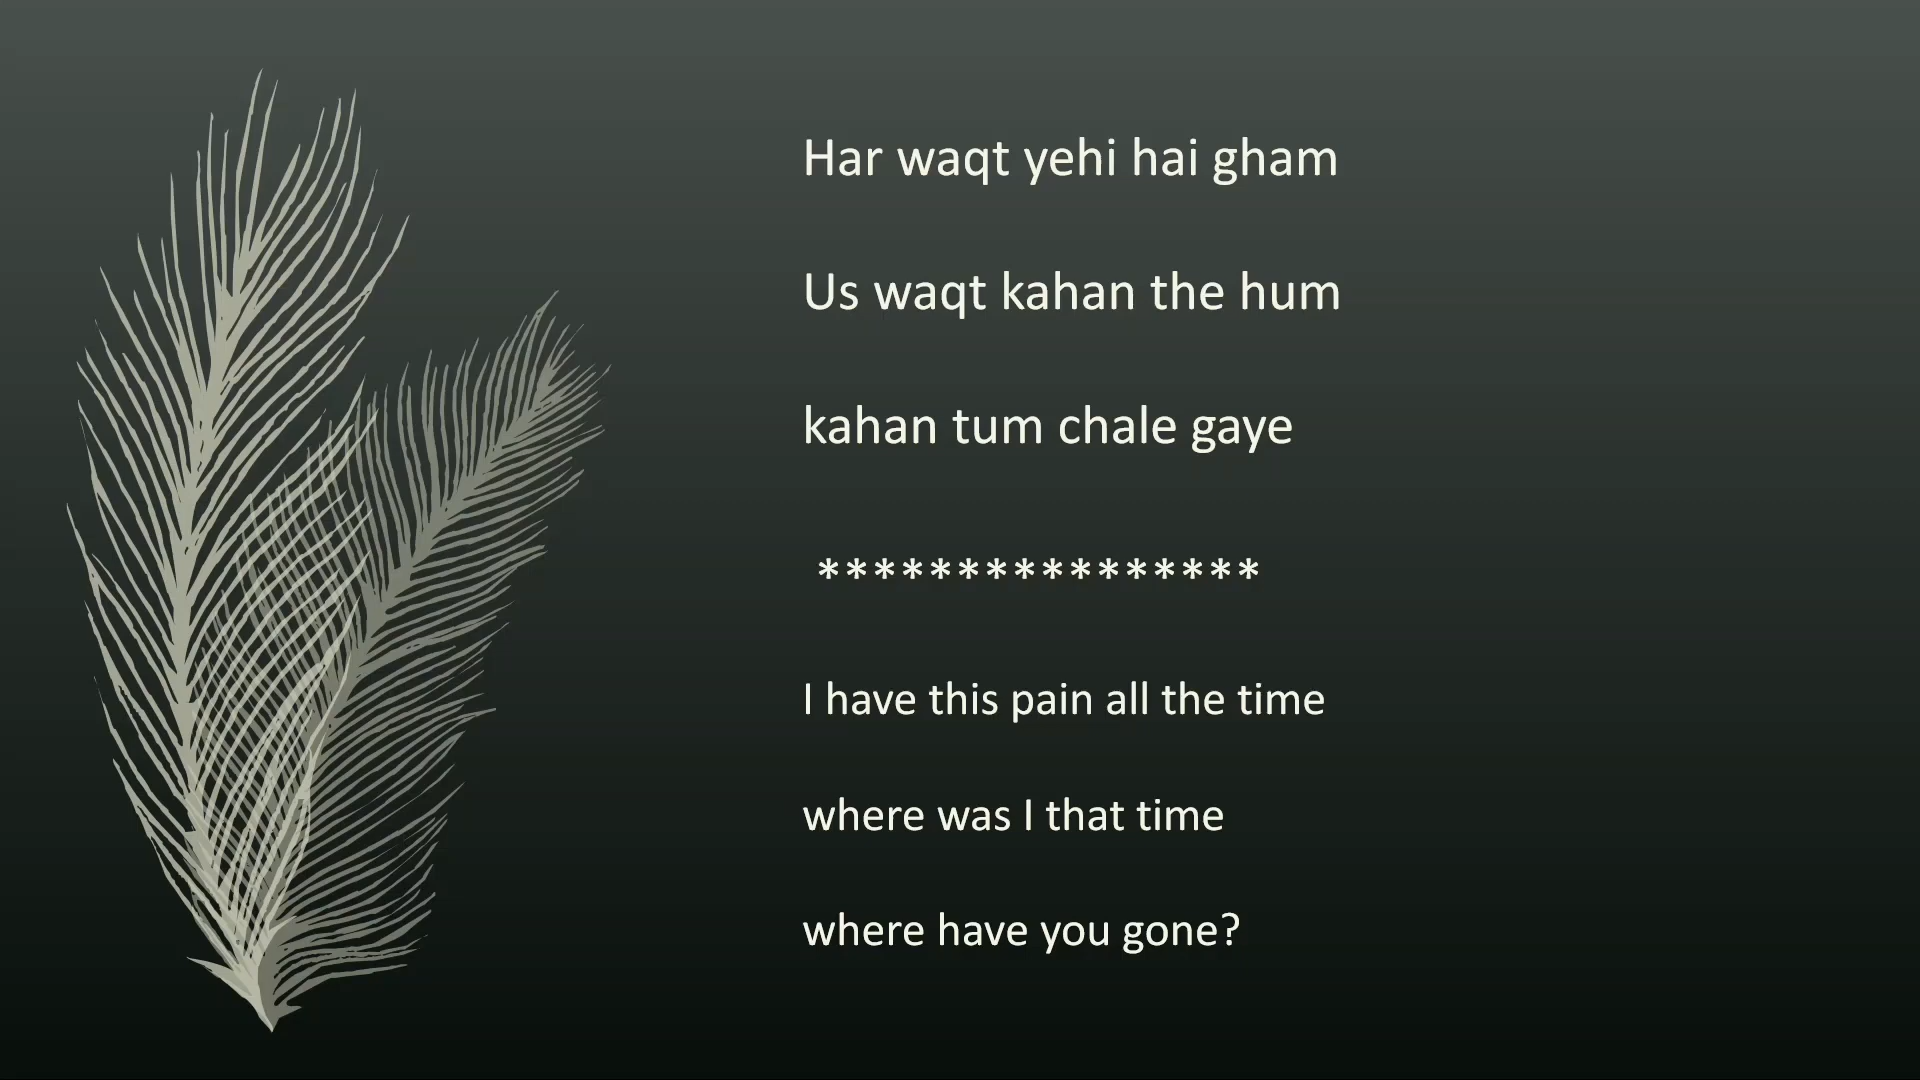 Har waqt yehi hai gham
Us waqt kahan the hum
kahan tum chale gaye
****************
I have this pain all the time
where was I that time
where have you gone?